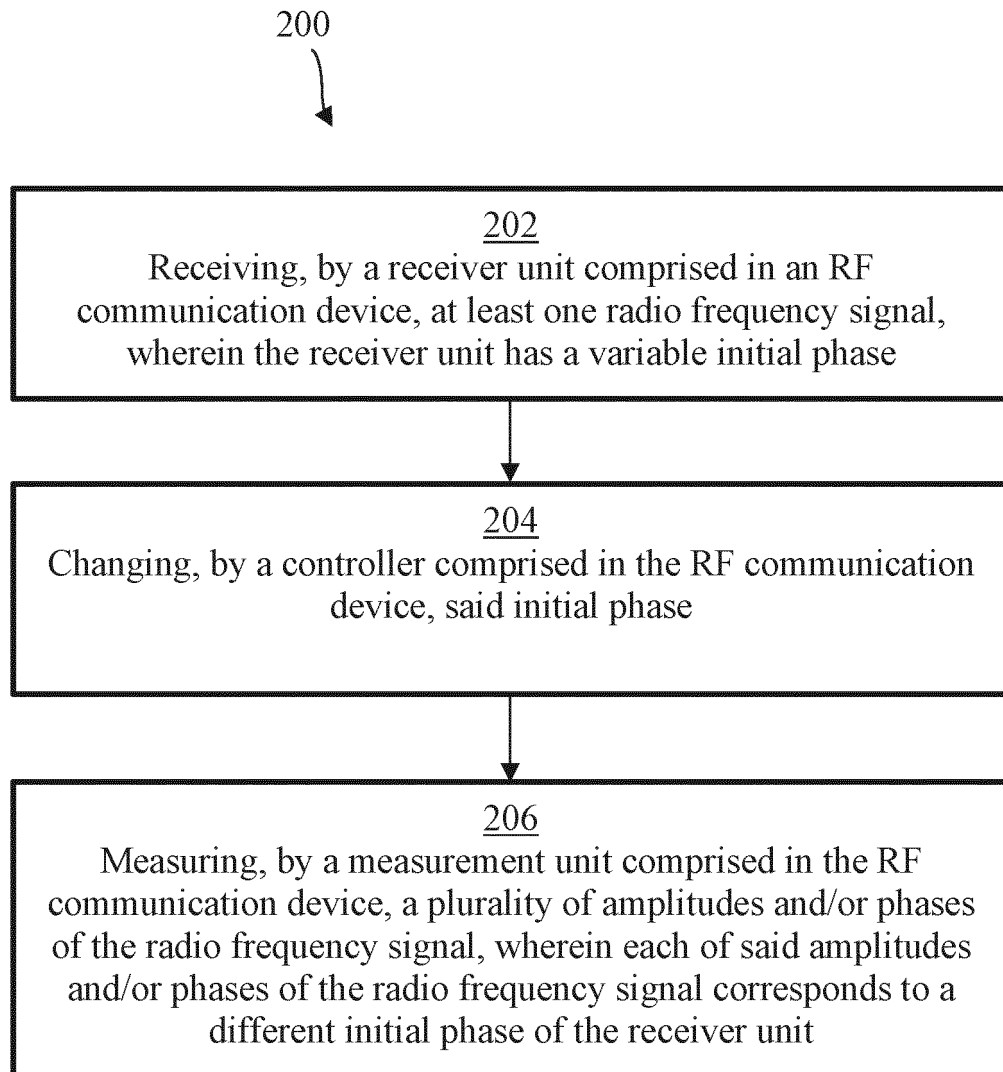 200
202
Receiving, by a receiver unit comprised in an RF
communication device, at least one radio frequency signal,
wherein the receiver unit has a variable initial phase
204
Changing, by a controller comprised in the RF communication
device, said initial phase
206
Measuring, by a measurement unit comprised in the RF
communication device, a plurality of amplitudes and/or phases
of the radio frequency signal, wherein each of said amplitudes
and/or phases of the radio frequency signal corresponds to a
different initial phase of the receiver unit